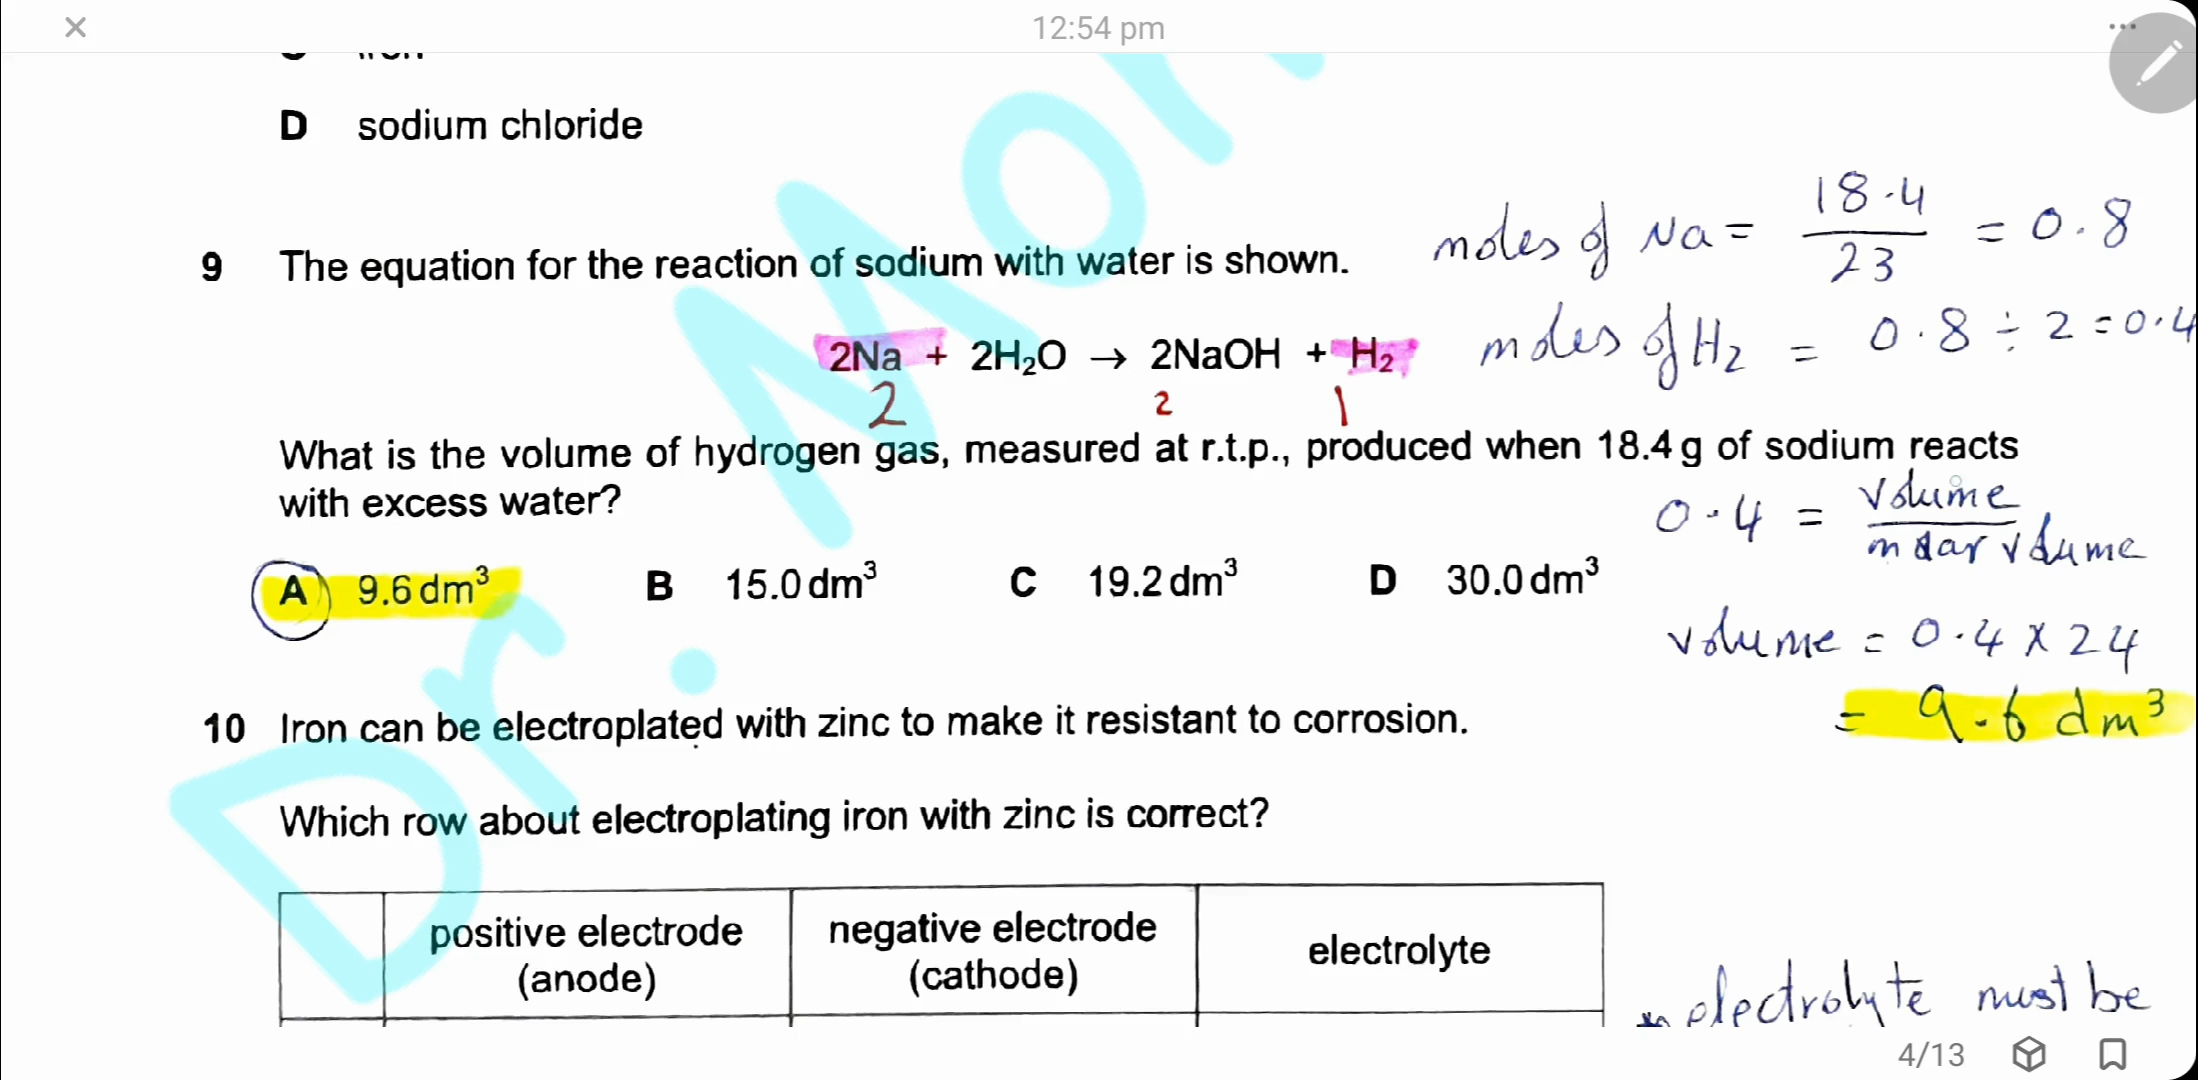 12:54 pm
D sodium chloride
9 The equation for the reaction of sodium with water is shown.
moles of Na = 18.4 / 23 = 0.8
2Na + 2H₂O → 2NaOH + H₂
moles of H₂ = 0.8 ÷ 2 = 0.4
2 2 1
What is the volume of hydrogen gas, measured at r.t.p., produced when 18.4 g of sodium reacts
with excess water?
0.4 = volume / molar volume
A 9.6 dm³ B 15.0 dm³ C 19.2 dm³ D 30.0 dm³
volume = 0.4 x 24
= 9.6 dm³
10 Iron can be electroplated with zinc to make it resistant to corrosion.
Which row about electroplating iron with zinc is correct?
positive electrode
(anode)
negative electrode
(cathode)
electrolyte
electrolyte must be
4/13
Dr. Mo